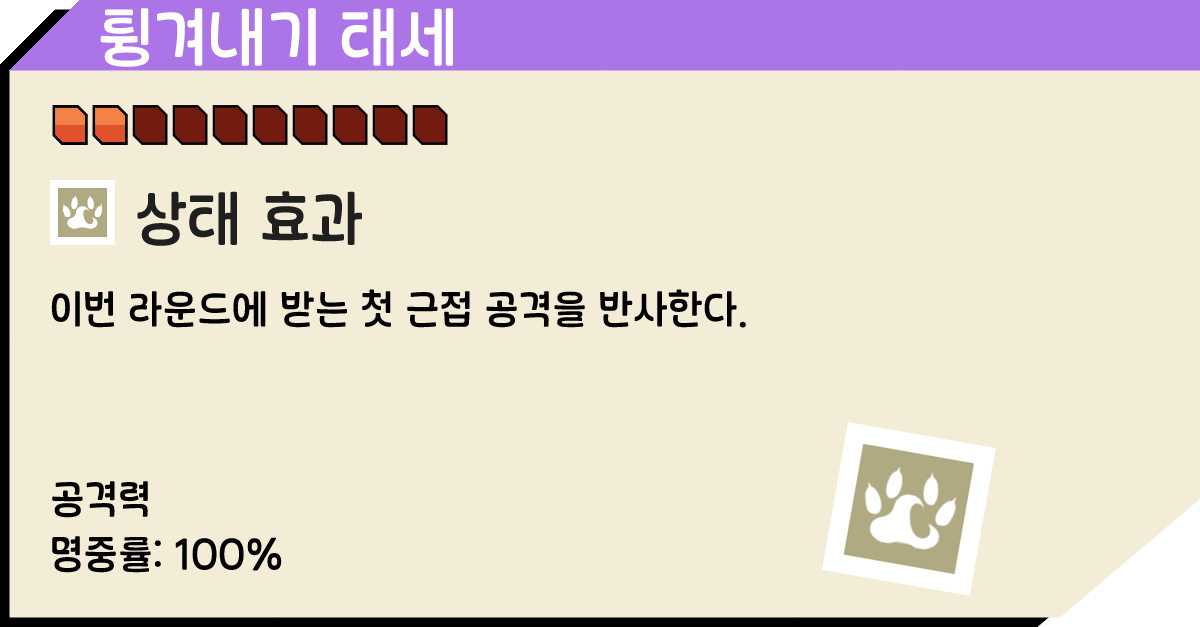 튕겨내기 태세
상태 효과
이번 라운드에 받는 첫 근접 공격을 반사한다.
공격력
명중률: 100%